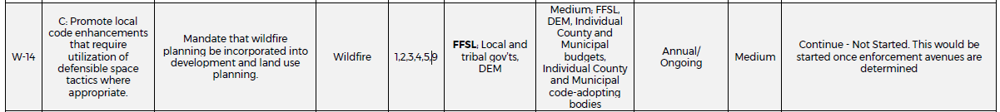 W-14
C: Promote local
code enhancements
that require
utilization of
defensible space
tactics where
appropriate.
Mandate that wildfire
planning be incorporated into
development and land use
planning.
Wildfire
1,2,3,4,5,9
FFSL; Local and
tribal gov'ts,
DEM
Medium; FFSL,
DEM, Individual
County and
Municipal
budgets,
Individual County
and Municipal
code-adopting
bodies
Annual/
Ongoing
Medium
Continue - Not Started. This would be
started once enforcement avenues are
determined